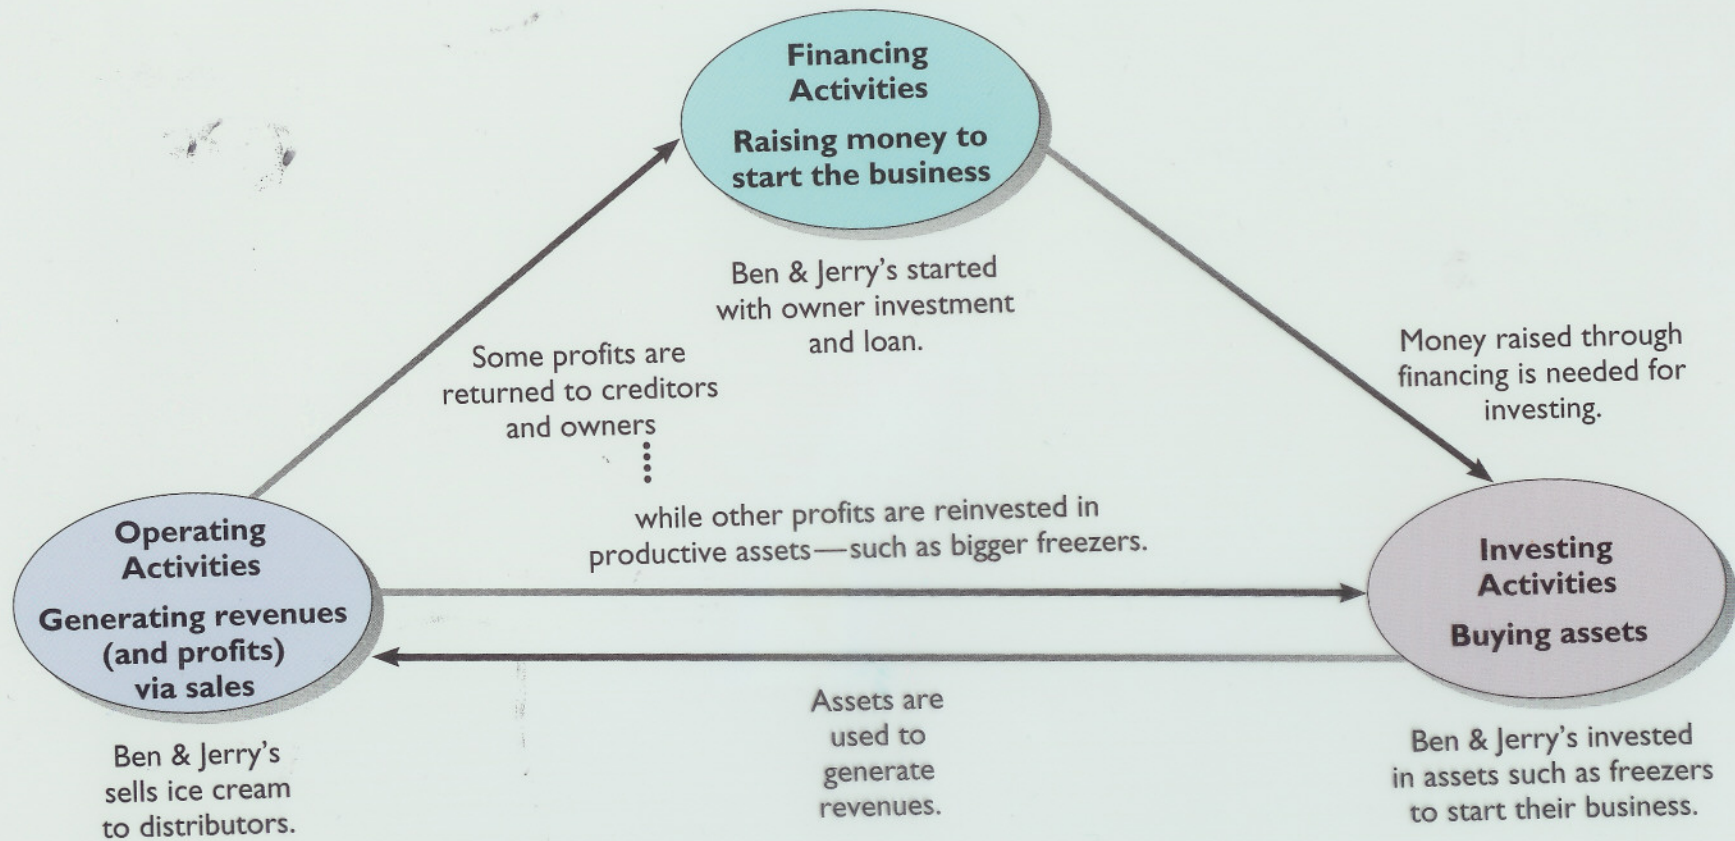 Financing
Activities
Raising money to
start the business
Ben & Jerry's started
with owner investment
and loan.
Some profits are
returned to creditors
and owners
while other profits are reinvested in
productive assets—such as bigger freezers.
Money raised through
financing is needed for
investing.
Operating
Activities
Generating revenues
(and profits)
via sales
Ben & Jerry's
sells ice cream
to distributors.
Assets are
used to
generate
revenues.
Investing
Activities
Buying assets
Ben & Jerry's invested
in assets such as freezers
to start their business.